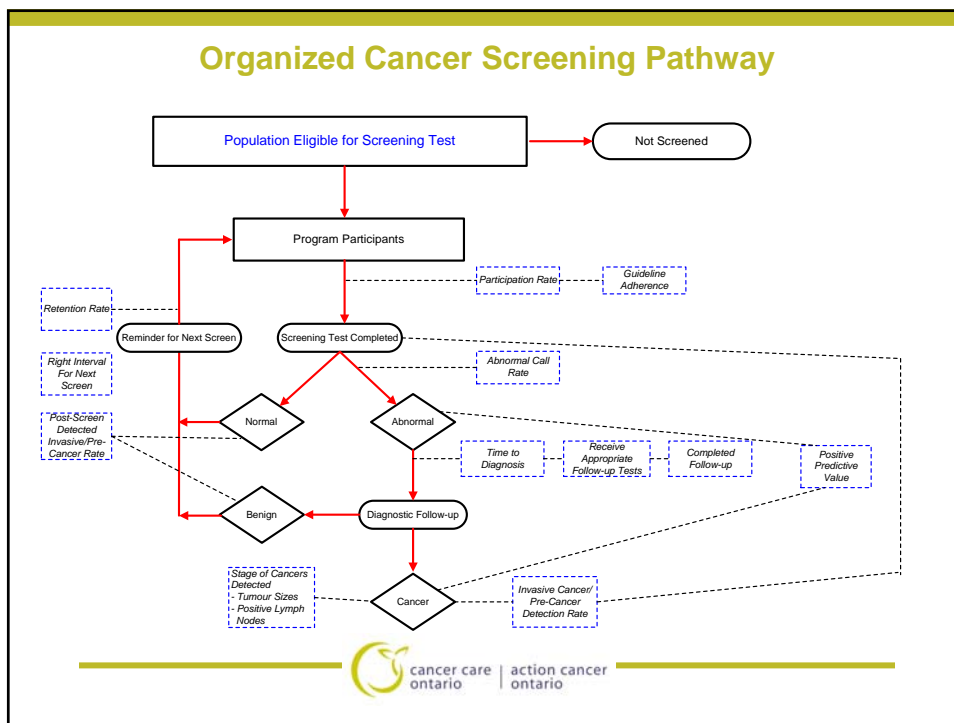 Organized Cancer Screening Pathway
Population Eligible for Screening Test
Not Screened
Program Participants
Participation Rate
Guideline
Adherence
Retention Rate
Reminder for Next Screen
Screening Test Completed
Right Interval
For Next
Screen
Abnormal Call
Rate
Post-Screen
Detected
Invasive/Pre-
Cancer Rate
Normal
Abnormal
Time to
Diagnosis
Receive
Appropriate
Follow-up Tests
Completed
Follow-up
Positive
Predictive
Value
Benign
Diagnostic Follow-up
Stage of Cancers
Detected
- Tumour Sizes
- Positive Lymph
Nodes
Cancer
Invasive Cancer/
Pre-Cancer
Detection Rate
cancer care | action cancer
ontario | ontario